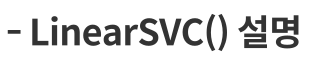 - LinearSVC() 설명